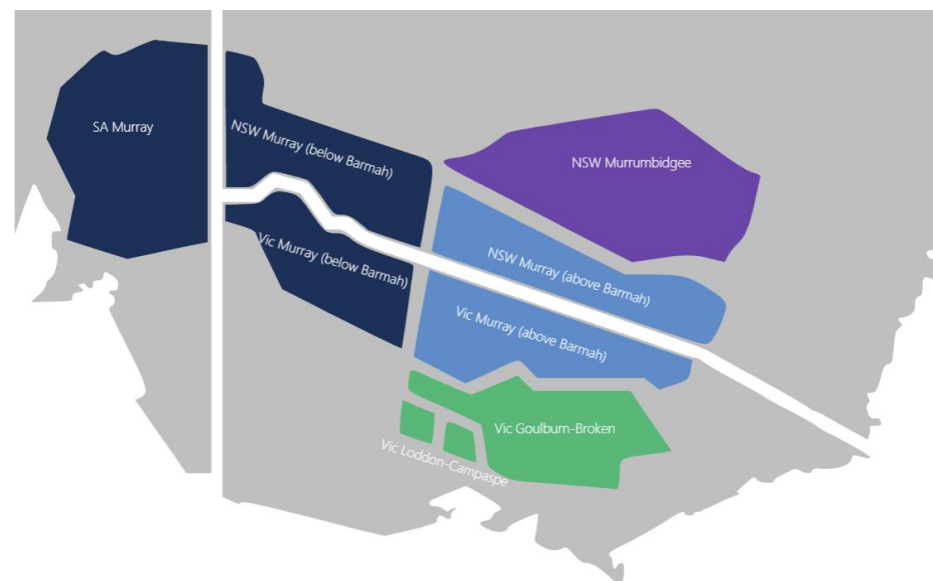 SA Murray
NSW Murray (below Barmah)
NSW Murrumbidgee
Vic Murray (below Barmah)
NSW Murray (above Barmah)
Vic Murray (above Barmah)
Vic Goulburn-Broken
Vic Loddon-Campaspe